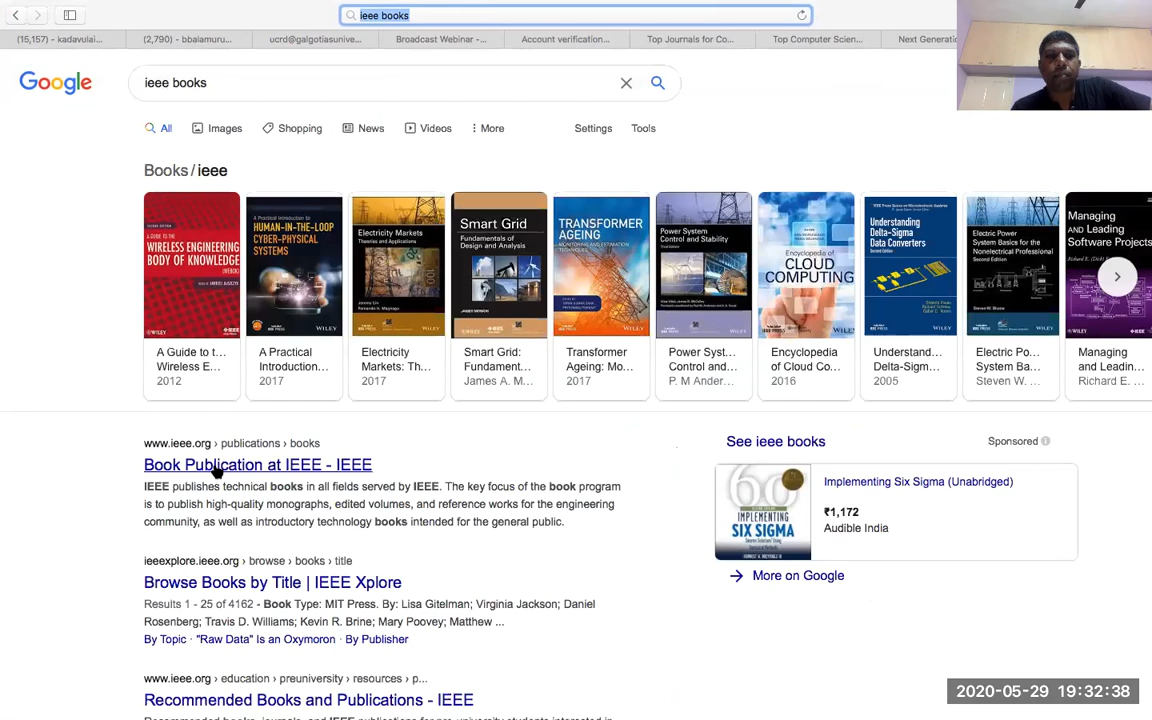 ieee books
(15,157) - kadavulai...
(2,790) - bbalamuru...
ucrd@galgotiasunive...
Broadcast Webinar -...
Account verification...
Top Journals for Co...
Top Computer Scien...
Next Generati
Google
ieee books
All
Images
Shopping
News
Videos
More
Settings
Tools
Books / ieee
A GUIDE TO THE
WIRELESS ENGINEERING
BODY OF KNOWLEDGE
A Practical Introduction to
HUMAN-IN-THE-LOOP
CYBER-PHYSICAL
SYSTEMS
WILEY
Electricity Markets
Theories and Applications
WILEY
Smart Grid
Fundamentals of
Design and Analysis
TRANSFORMER
AGEING
MONITORING AND ESTIMATION
TECHNIQUES
WILEY
Power System
Control and Stability
WILEY
Encyclopedia of
CLOUD
COMPUTING
WILEY
Understanding
Delta-Sigma
Data Converters
Electric Power
System Basics for the
Nonelectrical Professional
Second Edition
WILEY
Managing
and Leading
Software Projects
WILEY
A Guide to t...
Wireless E...
2012
A Practical
Introduction...
2017
Electricity
Markets: Th...
2017
Smart Grid:
Fundament...
James A. M...
Transformer
Ageing: Mo...
2017
Power Syst...
Control and...
P. M Ander...
Encyclopedia
of Cloud Co...
2016
Understand...
Delta-Sigm...
2005
Electric Po...
System Ba...
Steven W. ...
Managing
and Leadin...
Richard E. ...
www.ieee.org › publications › books
Book Publication at IEEE - IEEE
IEEE publishes technical books in all fields served by IEEE. The key focus of the book program
is to publish high-quality monographs, edited volumes, and reference works for the engineering
community, as well as introductory technology books intended for the general public.
See ieee books
Sponsored
60
IMPLEMENTING
SIX SIGMA
Implementing Six Sigma (Unabridged)
₹1,172
Audible India
More on Google
ieeexplore.ieee.org › browse › books › title
Browse Books by Title | IEEE Xplore
Results 1 - 25 of 4162 - Book Type: MIT Press. By: Lisa Gitelman; Virginia Jackson; Daniel
Rosenberg; Travis D. Williams; Kevin R. Brine; Mary Poovey; Matthew ...
By Topic · "Raw Data" Is an Oxymoron · By Publisher
www.ieee.org › education › preuniversity › resources › p...
Recommended Books and Publications - IEEE
2020-05-29 19:32:38